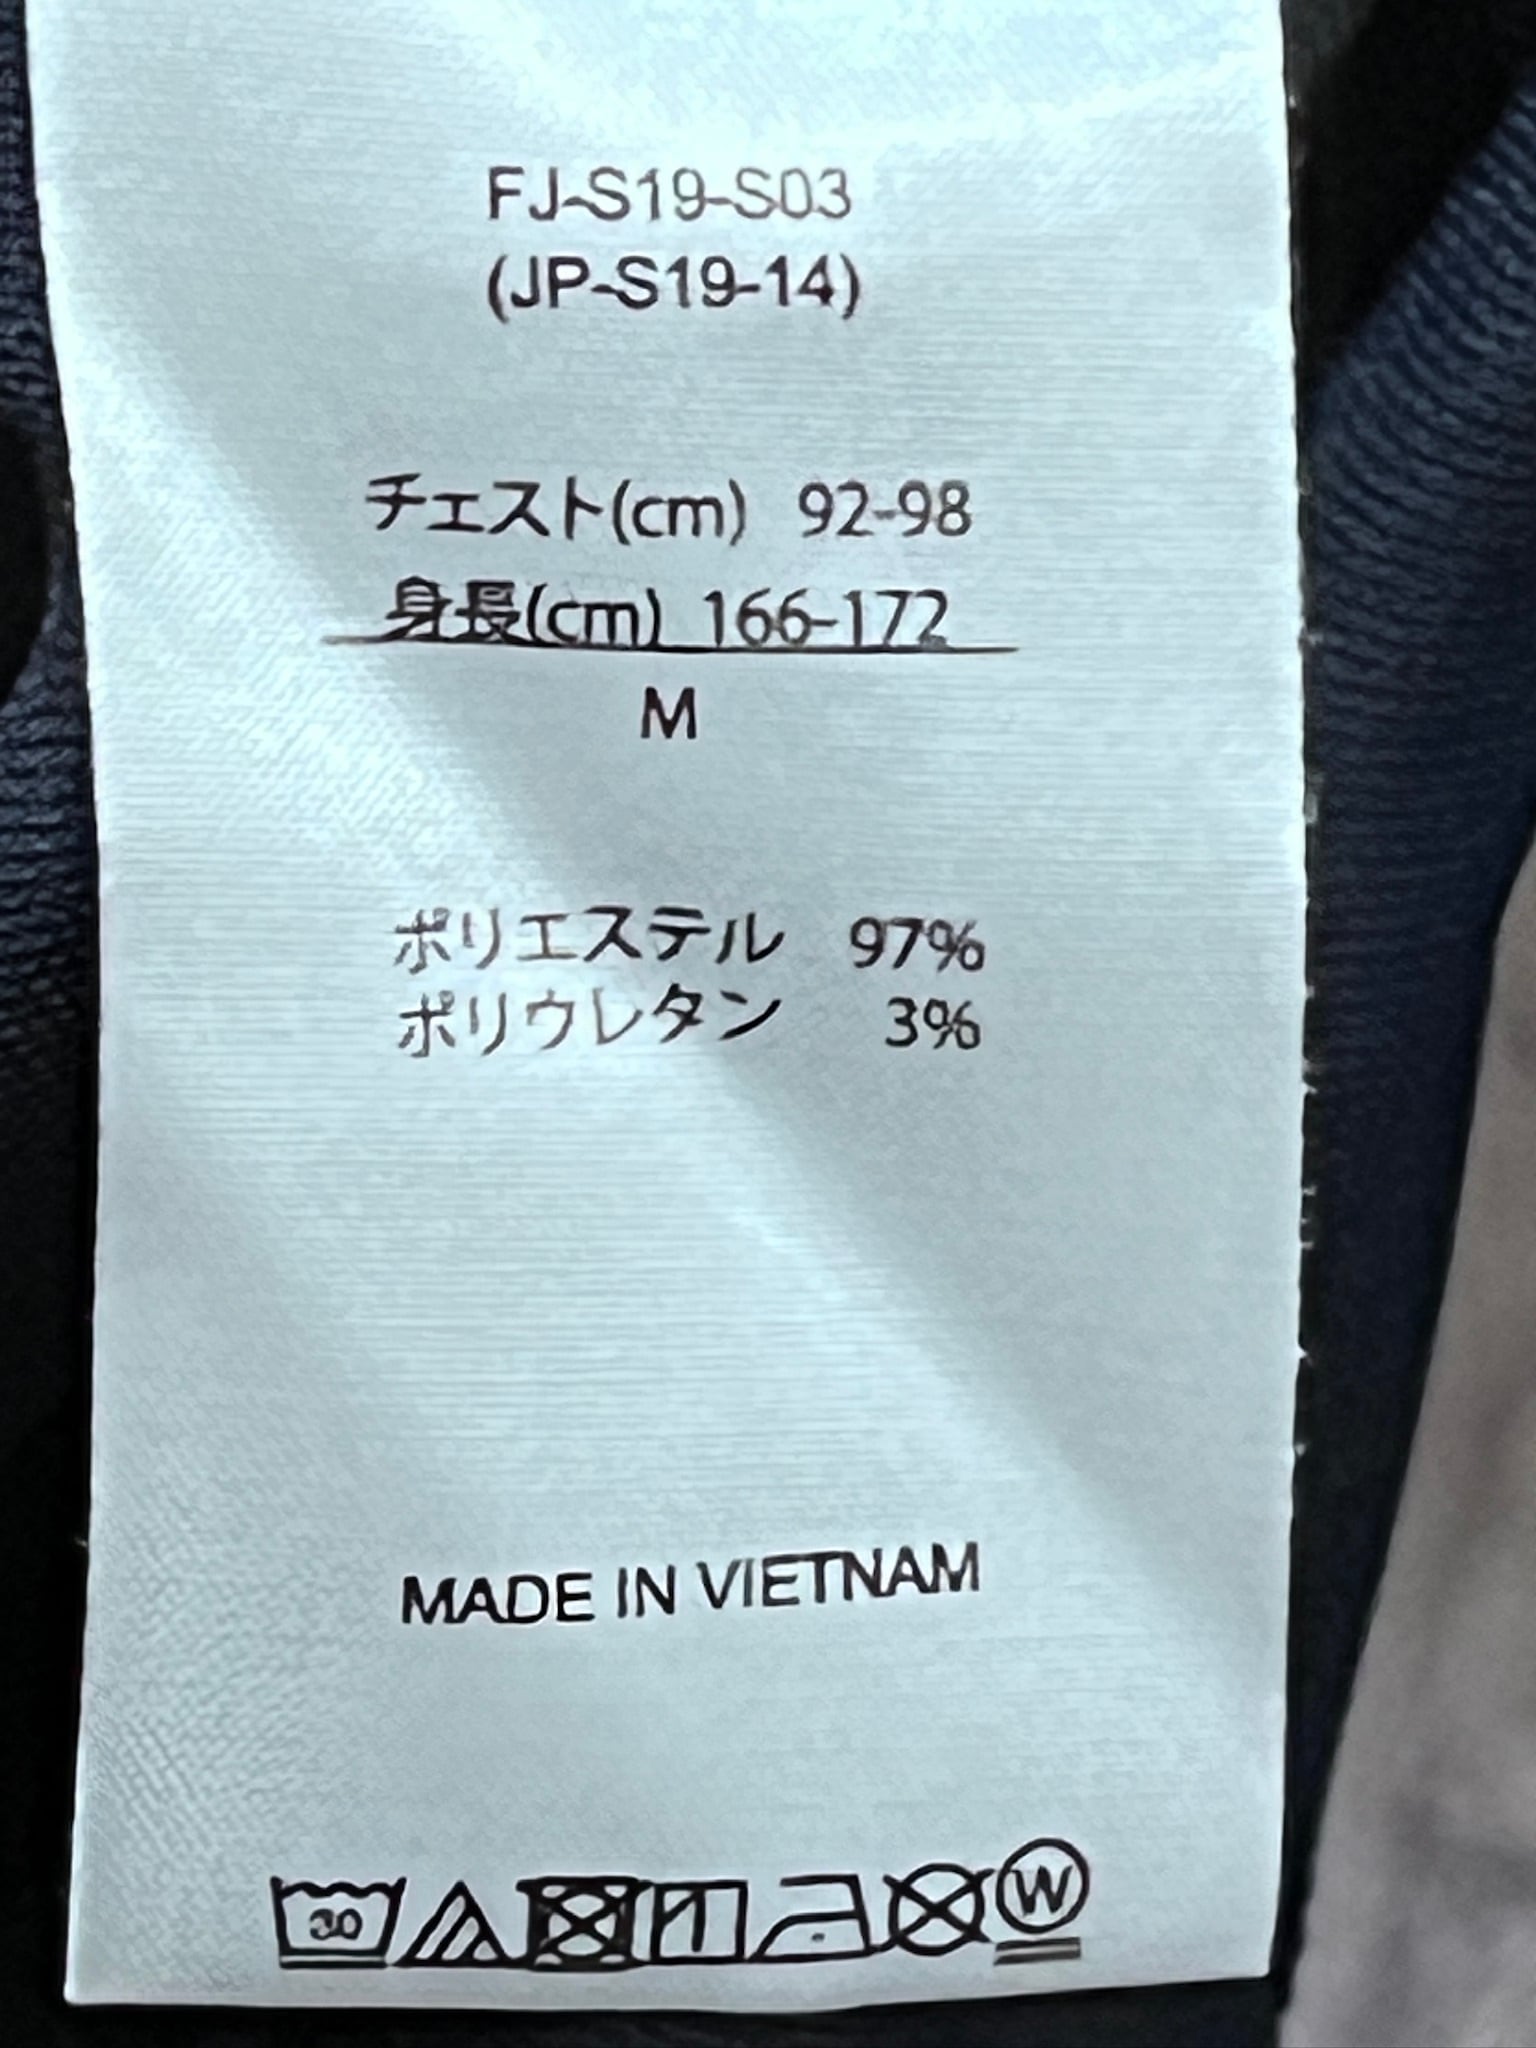 FJ-S19-S03
(JP-S19-14)
チェスト(cm) 92-98
身長(cm) 166-172
M
ポリエステル 97%
ポリウレタン 3%
MADE IN VIETNAM
30
W